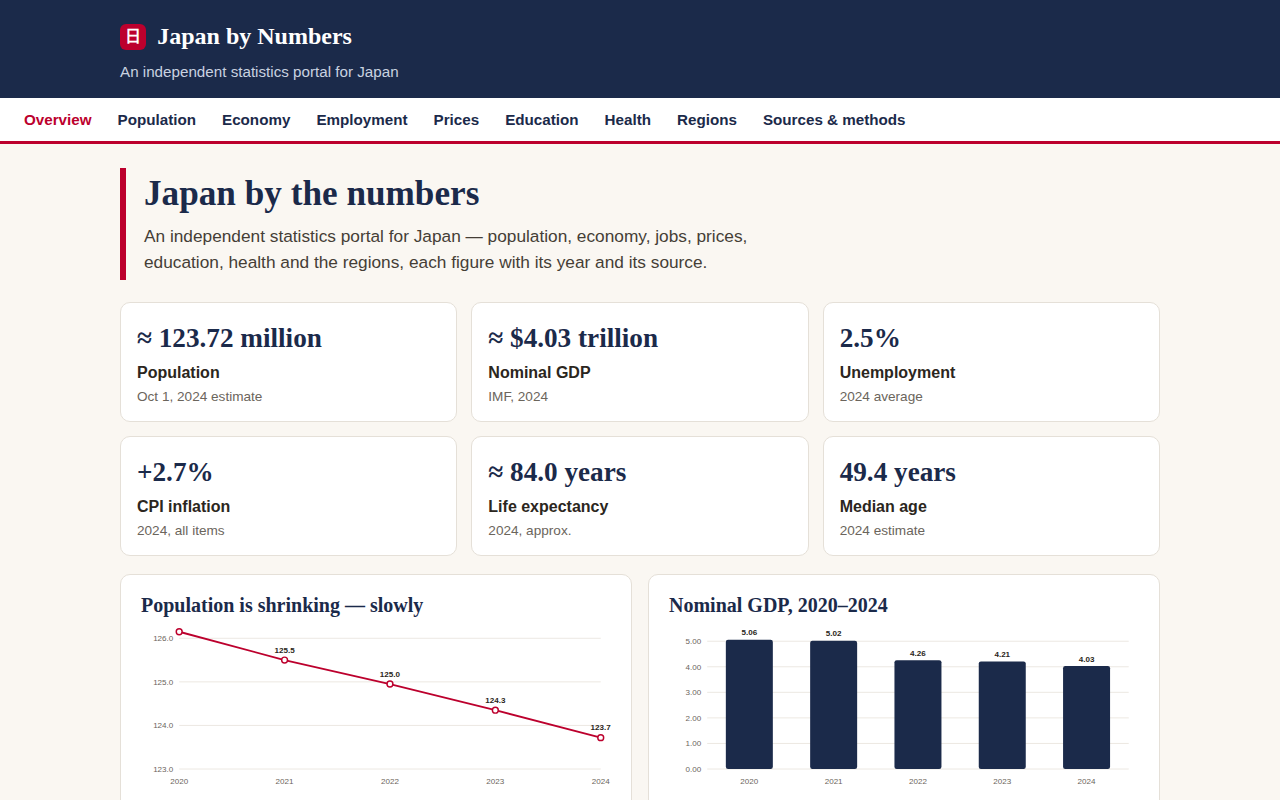 日 Japan by Numbers
An independent statistics portal for Japan
Overview Population Economy Employment Prices Education Health Regions Sources & methods
Japan by the numbers
An independent statistics portal for Japan — population, economy, jobs, prices,
education, health and the regions, each figure with its year and its source.
≈ 123.72 million
Population
Oct 1, 2024 estimate
≈ $4.03 trillion
Nominal GDP
IMF, 2024
2.5%
Unemployment
2024 average
+2.7%
CPI inflation
2024, all items
≈ 84.0 years
Life expectancy
2024, approx.
49.4 years
Median age
2024 estimate
Population is shrinking — slowly
126.0
125.0
124.0
123.0
125.5
125.0
124.3
123.7
2020 2021 2022 2023 2024
Nominal GDP, 2020–2024
5.00
4.00
3.00
2.00
1.00
0.00
5.06
5.02
4.26
4.21
4.03
2020 2021 2022 2023 2024